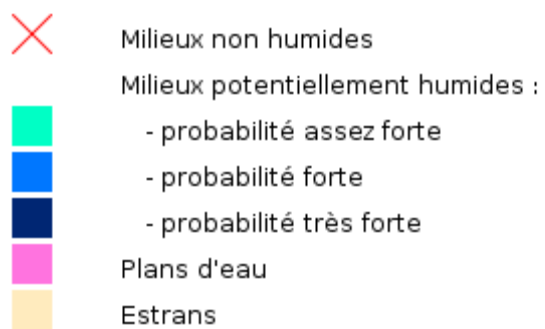 Milieux non humides
Milieux potentiellement humides :
- probabilité assez forte
- probabilité forte
- probabilité très forte
Plans d'eau
Estrans